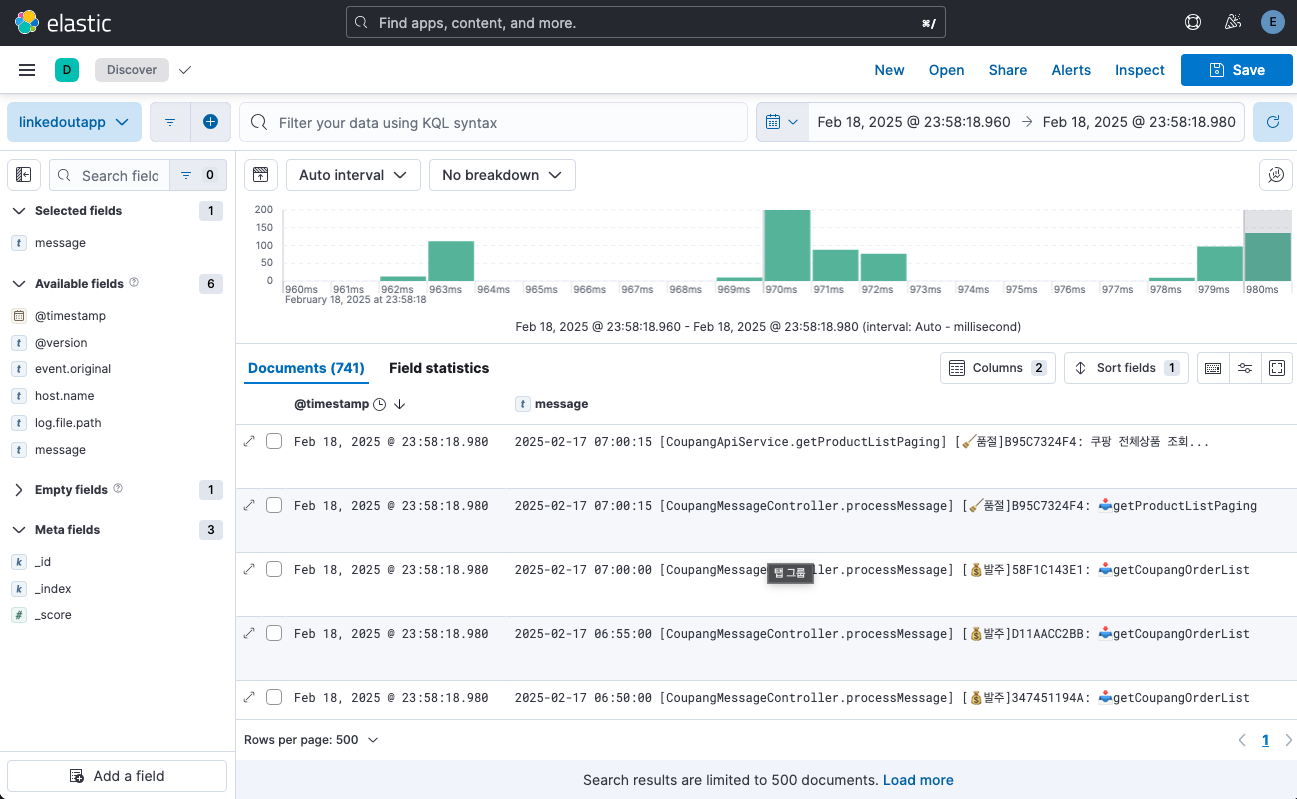 elastic
Find apps, content, and more.
⌘/
E
D
Discover
New
Open
Share
Alerts
Inspect
Save
linkedoutapp
Filter your data using KQL syntax
Feb 18, 2025 @ 23:58:18.960 → Feb 18, 2025 @ 23:58:18.980
Search field
0
Auto interval
No breakdown
Selected fields 1
t message
Available fields 6
@timestamp
t @version
t event.original
t host.name
t log.file.path
t message
Empty fields 1
Meta fields 3
k _id
k _index
# _score
Add a field
200
150
100
50
0
960ms 961ms 962ms 963ms 964ms 965ms 966ms 967ms 968ms 969ms 970ms 971ms 972ms 973ms 974ms 975ms 976ms 977ms 978ms 979ms 980ms
February 18, 2025 at 23:58:18
Feb 18, 2025 @ 23:58:18.960 - Feb 18, 2025 @ 23:58:18.980 (interval: Auto - millisecond)
Documents (741)
Field statistics
Columns 2
Sort fields 1
@timestamp ↓ t message
Feb 18, 2025 @ 23:58:18.980 2025-02-17 07:00:15 [CoupangApiService.getProductListPaging] [🧹품절]B95C7324F4: 쿠팡 전체상품 조회...
Feb 18, 2025 @ 23:58:18.980 2025-02-17 07:00:15 [CoupangMessageController.processMessage] [🧹품절]B95C7324F4: 📥getProductListPaging
Feb 18, 2025 @ 23:58:18.980 2025-02-17 07:00:00 [CoupangMessage ller.processMessage] [💰발주]58F1C143E1: 📥getCoupangOrderList
탭 그룹
Feb 18, 2025 @ 23:58:18.980 2025-02-17 06:55:00 [CoupangMessageController.processMessage] [💰발주]D11AACC2BB: 📥getCoupangOrderList
Feb 18, 2025 @ 23:58:18.980 2025-02-17 06:50:00 [CoupangMessageController.processMessage] [💰발주]347451194A: 📥getCoupangOrderList
Rows per page: 500
1
Search results are limited to 500 documents. Load more